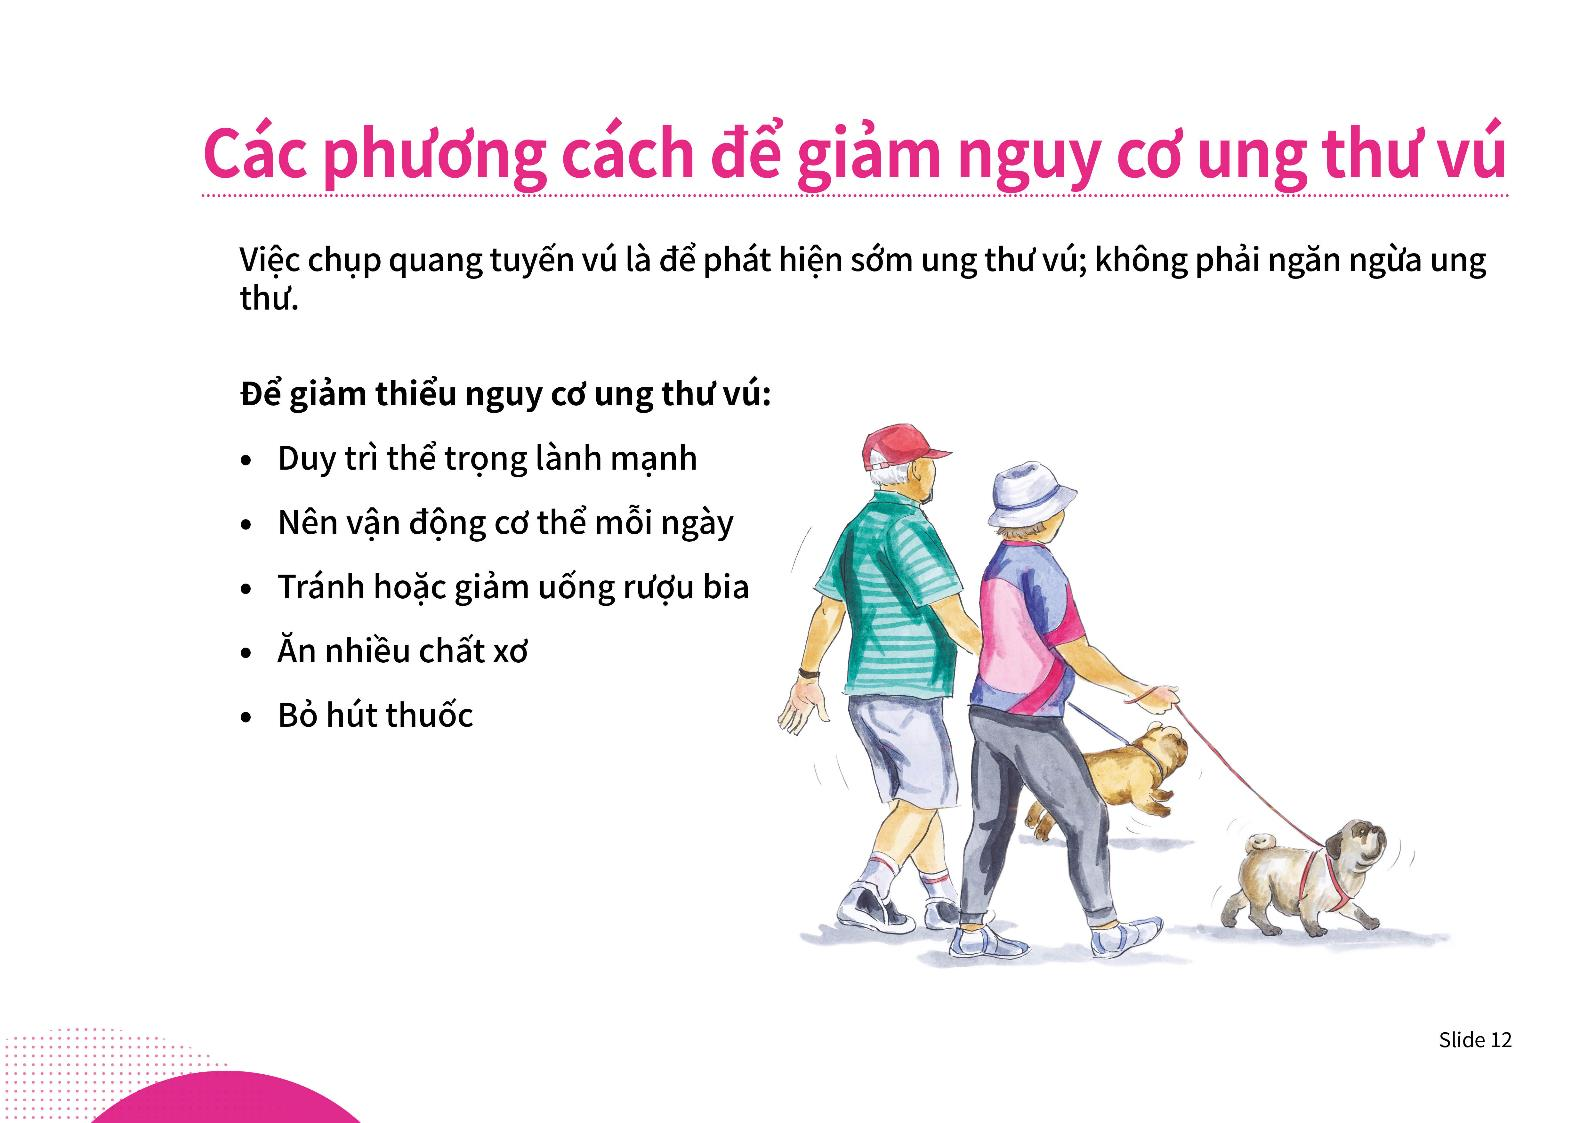 Các phương cách để giảm nguy cơ ung thư vú
Việc chụp quang tuyến vú là để phát hiện sớm ung thư vú; không phải ngăn ngừa ung
thư.
Để giảm thiểu nguy cơ ung thư vú:
• Duy trì thể trọng lành mạnh
• Nên vận động cơ thể mỗi ngày
• Tránh hoặc giảm uống rượu bia
• Ăn nhiều chất xơ
• Bỏ hút thuốc
Slide 12